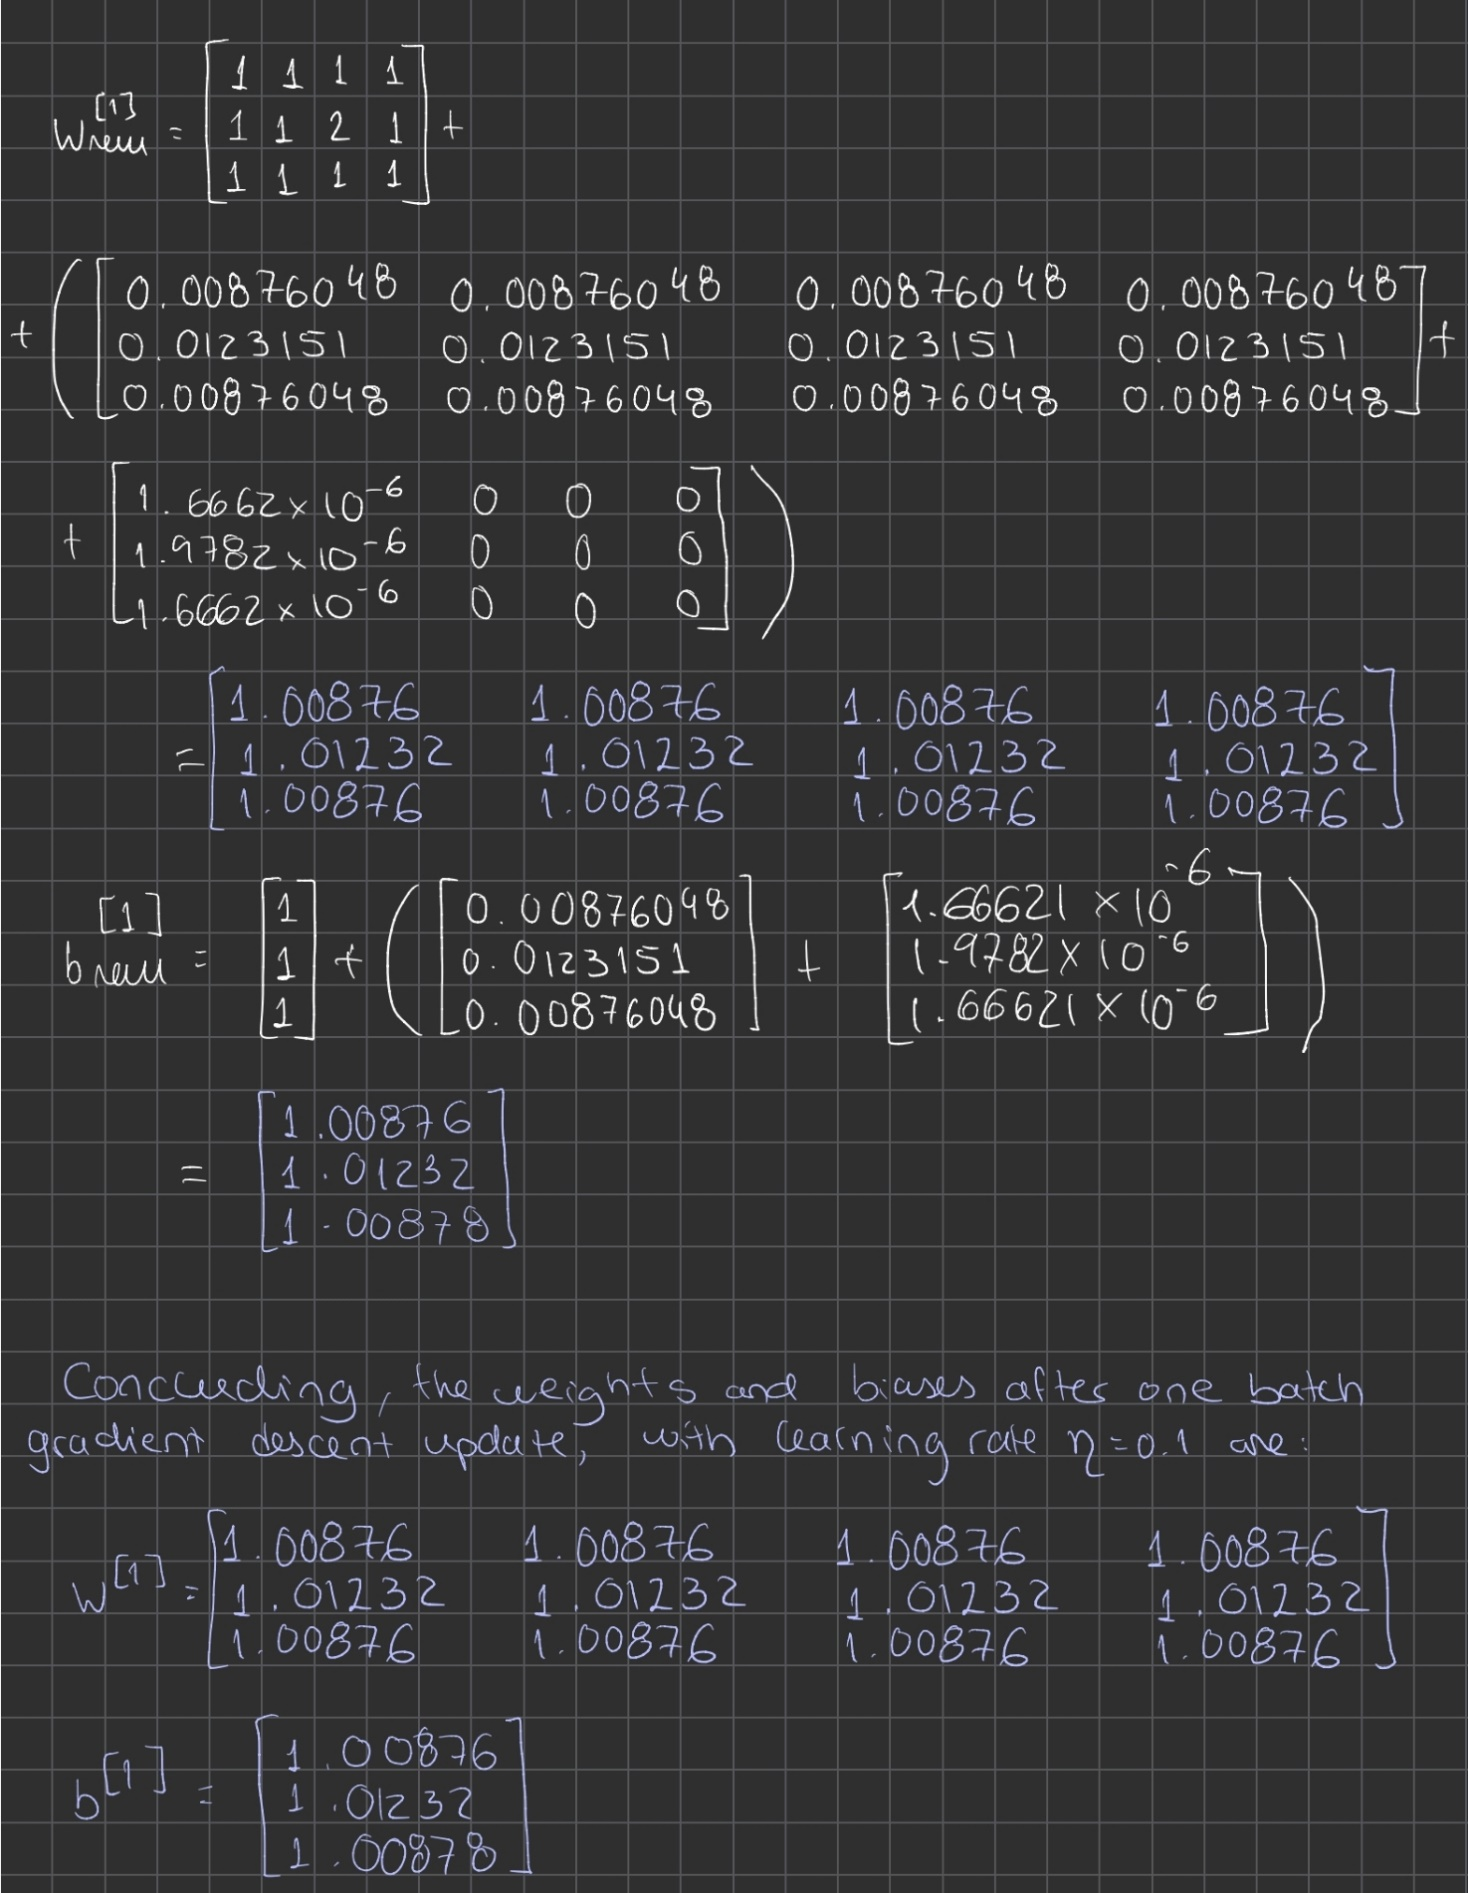 W new [1] = [ 1 1 1 1
1 1 2 1
1 1 1 1 ] +
+ ( [ 0.00876048 0.00876048 0.00876048 0.00876048
0.0123151 0.0123151 0.0123151 0.0123151
0.00876048 0.00876048 0.00876048 0.00876048 ] +
+ [ 1.6662 × 10^-6 0 0 0
1.9782 × 10^-6 0 0 0
1.6662 × 10^-6 0 0 0 ] )
= [ 1.00876 1.00876 1.00876 1.00876
1.01232 1.01232 1.01232 1.01232
1.00876 1.00876 1.00876 1.00876 ]
b new [1] = [ 1
1
1 ] + ( [ 0.00876048
0.0123151
0.00876048 ] + [ 1.66621 × 10^-6
1.9782 × 10^-6
1.66621 × 10^-6 ] )
= [ 1.00876
1.01232
1.00878 ]
Concluding, the weights and biases after one batch
gradient descent update, with learning rate η=0.1 are:
W[1] = [ 1.00876 1.00876 1.00876 1.00876
1.01232 1.01232 1.01232 1.01232
1.00876 1.00876 1.00876 1.00876 ]
b[1] = [ 1.00876
1.01232
1.00878 ]